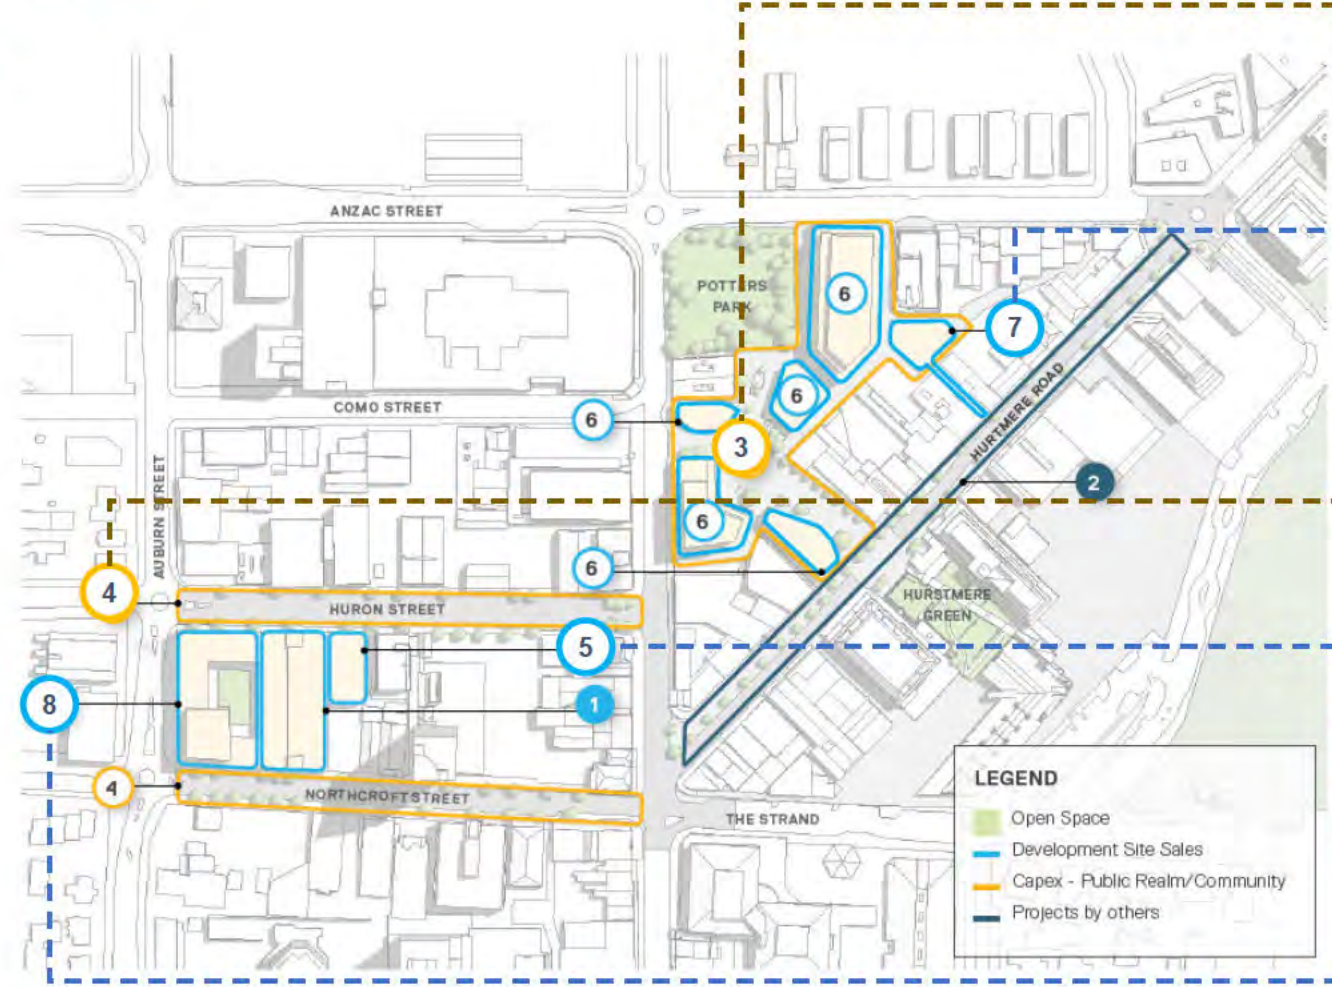 ANZAC STREET
POTTERS
PARK
6
7
6
COMO STREET
6
3
HURTMERE ROAD
AUBURN STREET
2
6
6
4
HURON STREET
HURSTMERE
GREEN
5
8
1
4
NORTHCROFT STREET
THE STRAND
LEGEND
Open Space
Development Site Sales
Capex - Public Realm/Community
Projects by others